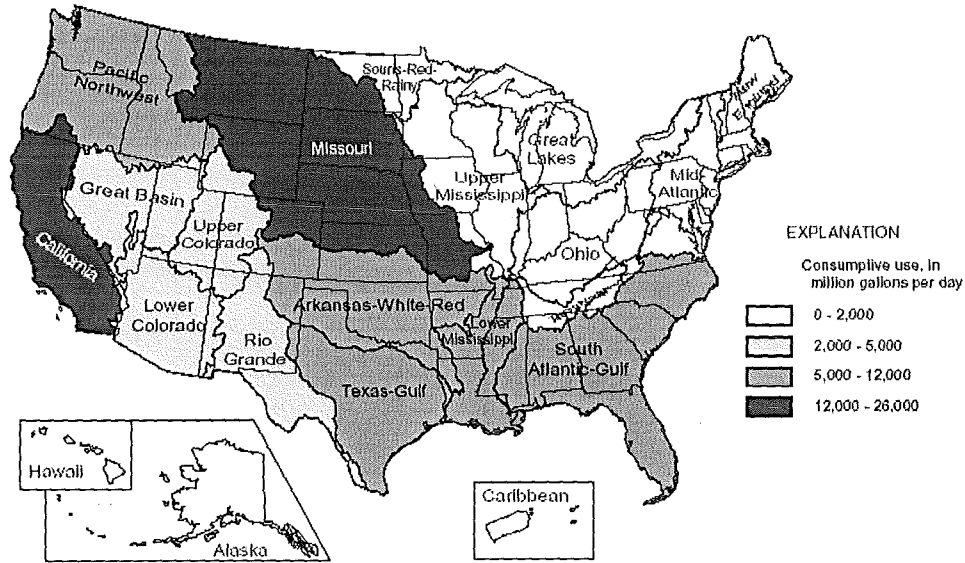 Pacific
Northwest
Souris-Red-
Rainy
New
England
Missouri
Great
Lakes
Upper
Mississippi
Mid
Atlantic
Great Basin
Upper
Colorado
California
Ohio
Lower
Colorado
Arkansas-White-Red
Lower
Mississippi
Rio
Grande
South
Atlantic-Gulf
Texas-Gulf
Hawaii
Alaska
Caribbean
EXPLANATION
Consumptive use, in
million gallons per day
0 - 2,000
2,000 - 5,000
5,000 - 12,000
12,000 - 26,000